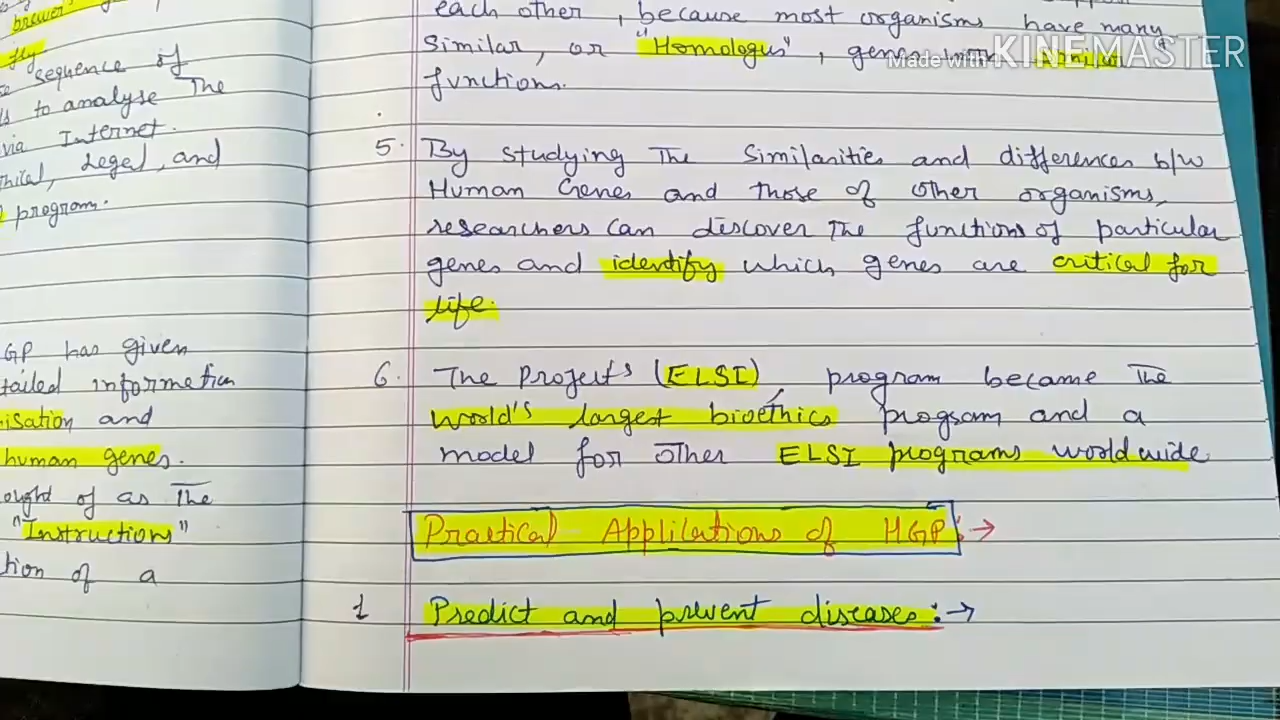 brewer's
fly
sequence of
to analyse The
via Internet.
Legal, and
program.
GP has given
tailed informetion
isation and
human genes.
ought of as The
"Instructions"
tion of a
each other, because most organisms have many
similar, or "Homologus", genes with
functions.
Made with KINEMASTER
5. By studying The Similarities and differences b/w
Human Genes and those of other organisms,
researchers can discover The functions of particular
genes and identify which genes are critical for
life.
6. The Project's (ELSI) program became The
world's largest bioethics program and a
model for other ELSI programs worldwide
Practical Applications of HGP :→
1 Predict and prevent diseases :→